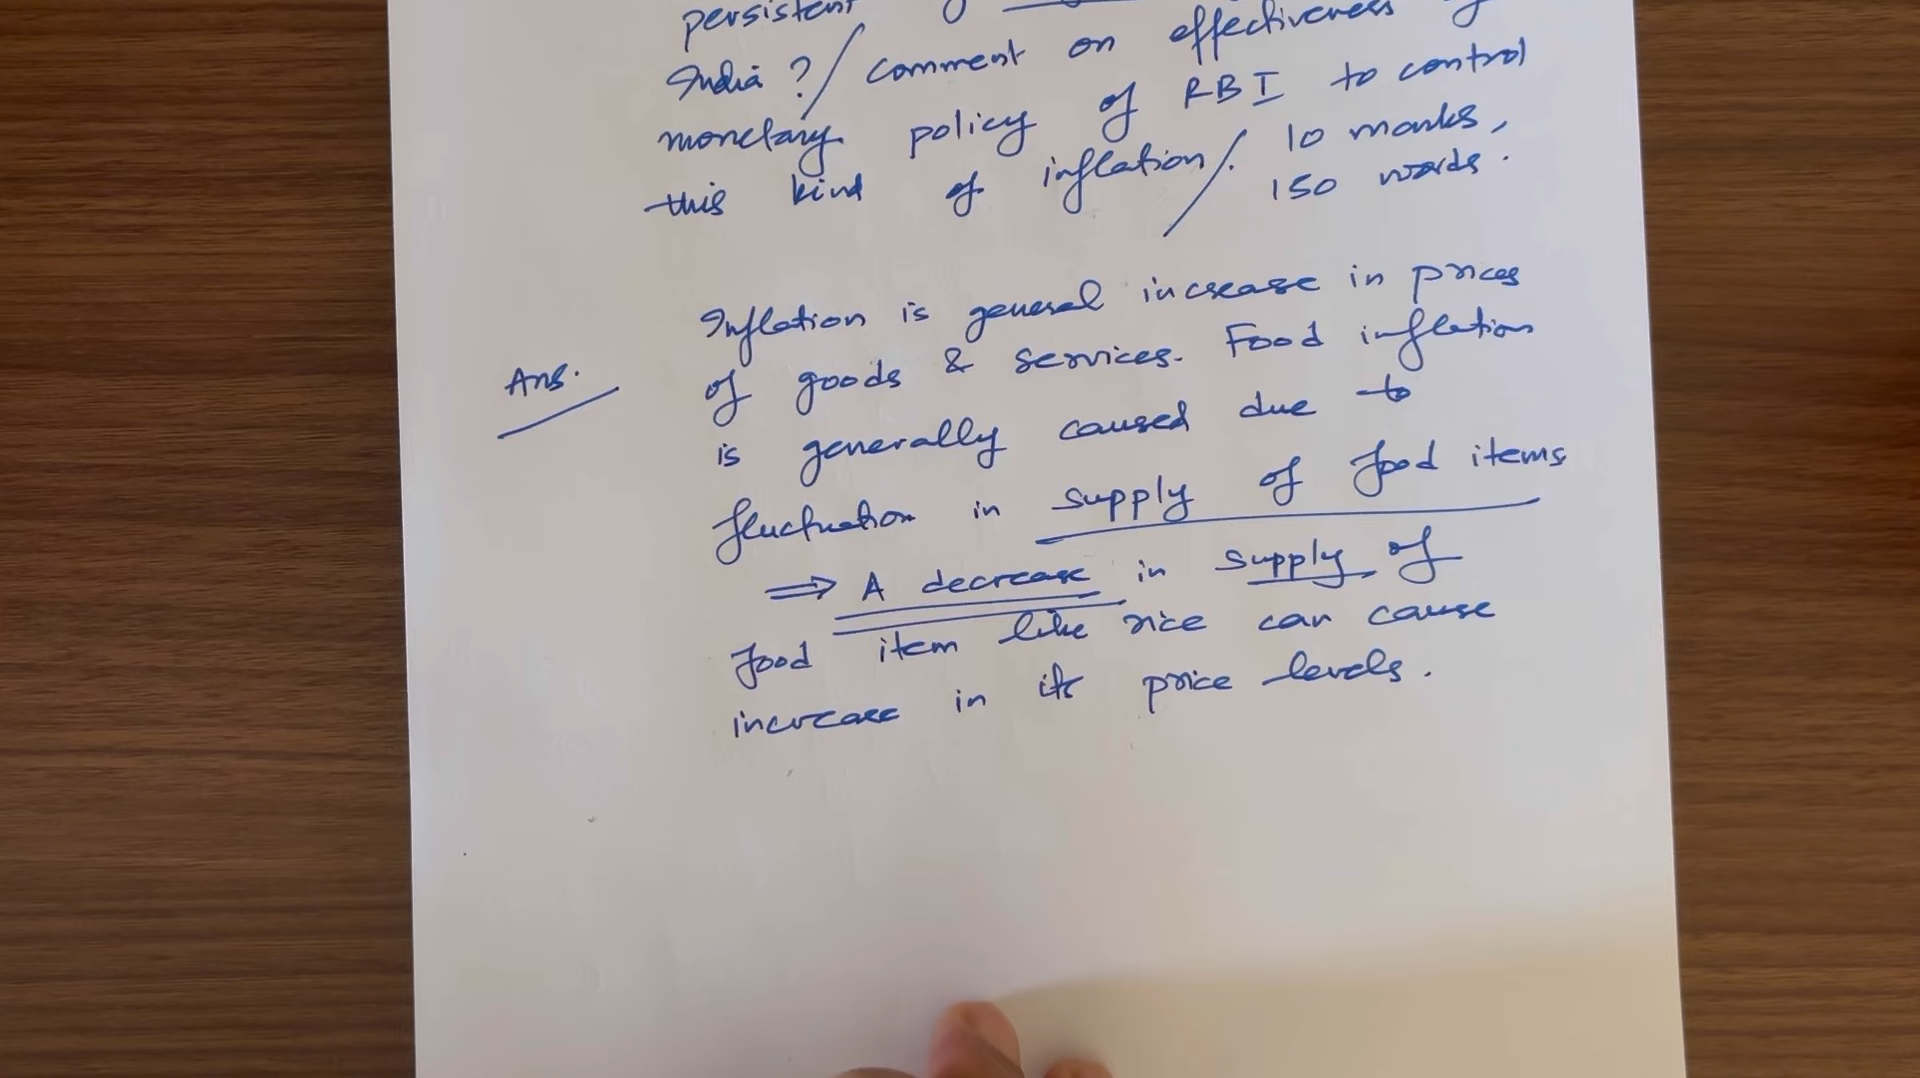 persistent
India ? / comment on effectiveness
monetary policy of RBI to control
this kind of inflation /. 10 marks,
150 words.
Ans.
Inflation is general increase in prices
of goods & services. Food inflation
is generally caused due to
fluctuation in supply of food items
⇒ A decrease in supply of
food item like rice can cause
increase in its price levels.